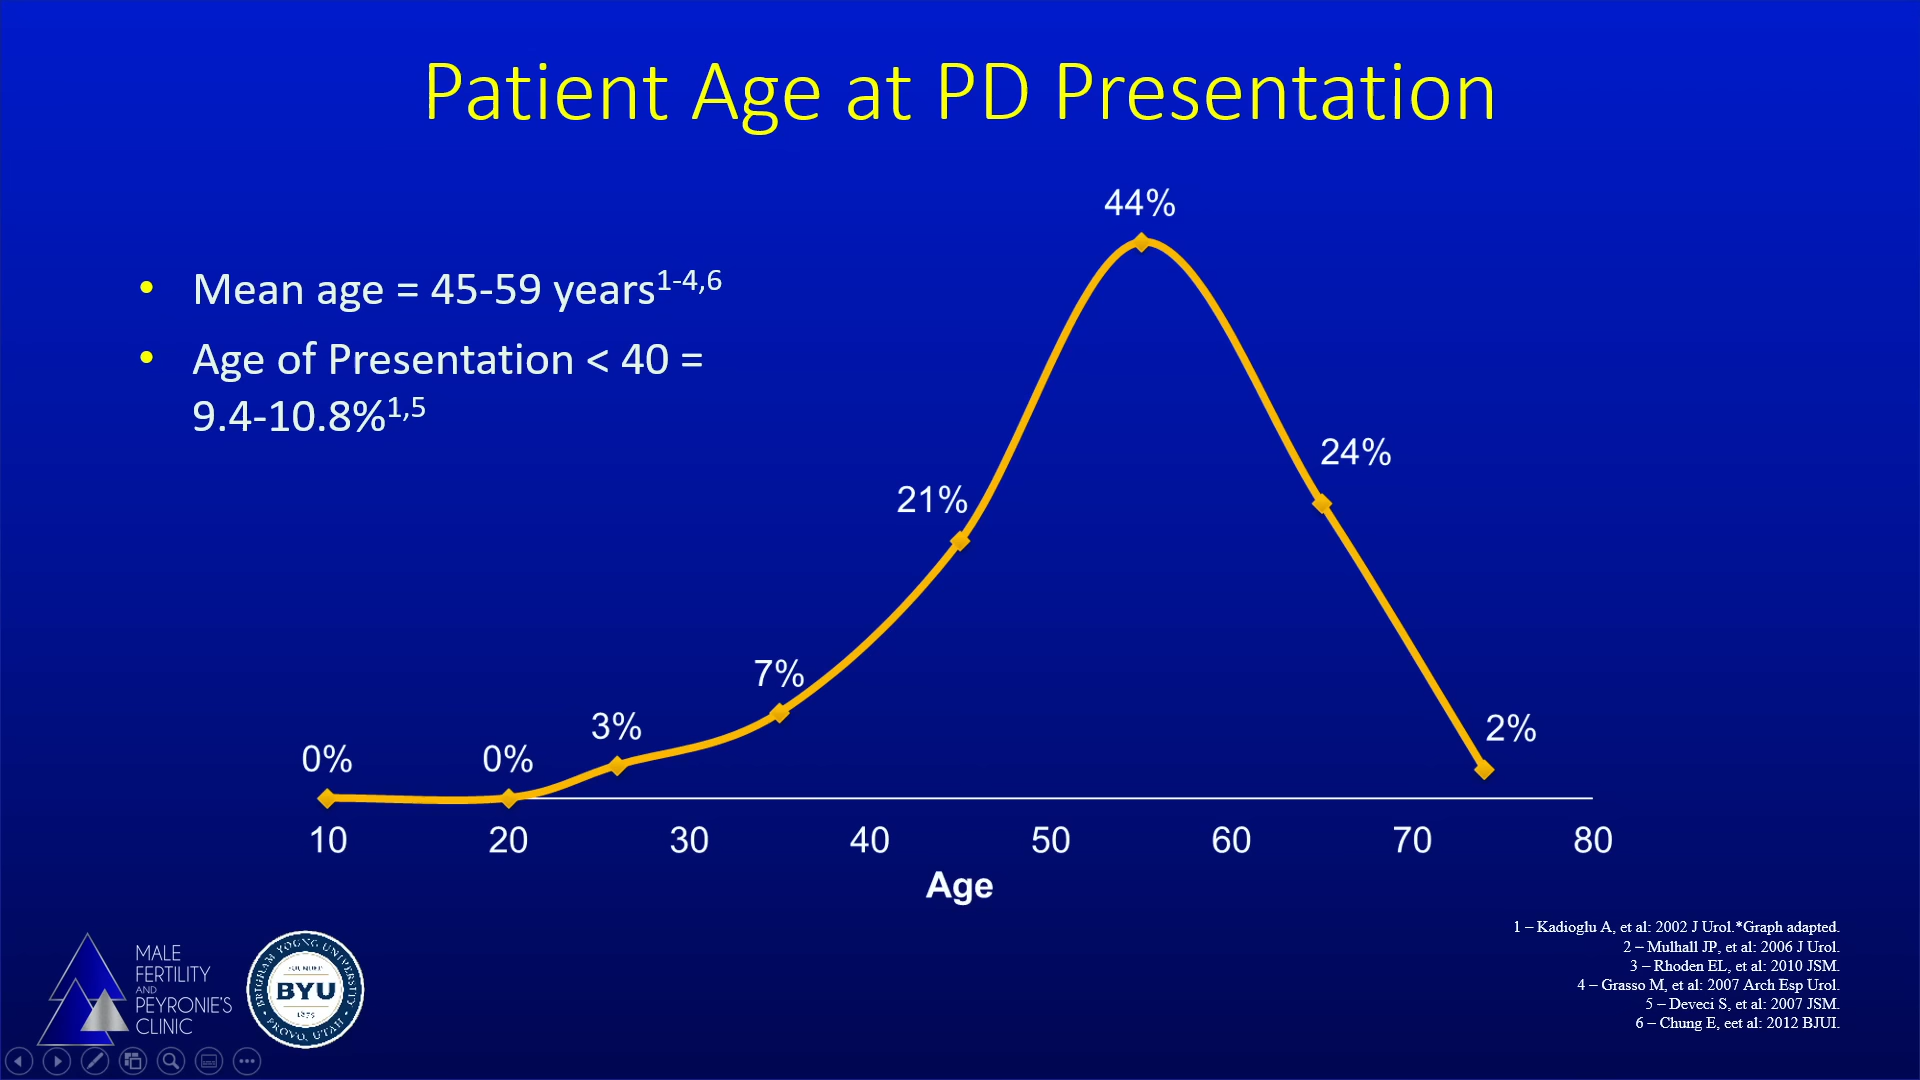 Patient Age at PD Presentation
• Mean age = 45-59 years1-4,6
• Age of Presentation < 40 =
9.4-10.8%1,5
44%
24%
21%
7%
3%
2%
0%
0%
10 20 30 40 50 60 70 80
Age
1 – Kadioglu A, et al: 2002 J Urol.*Graph adapted.
2 – Mulhall JP, et al: 2006 J Urol.
3 – Rhoden EL, et al: 2010 JSM.
4 – Grasso M, et al: 2007 Arch Esp Urol.
5 – Deveci S, et al: 2007 JSM.
6 – Chung E, eet al: 2012 BJUI.
MALE
FERTILITY
AND
PEYRONIE'S
CLINIC
BRIGHAM YOUNG UNIVERSITY
FOUNDED
BYU
1875
PROVO, UTAH